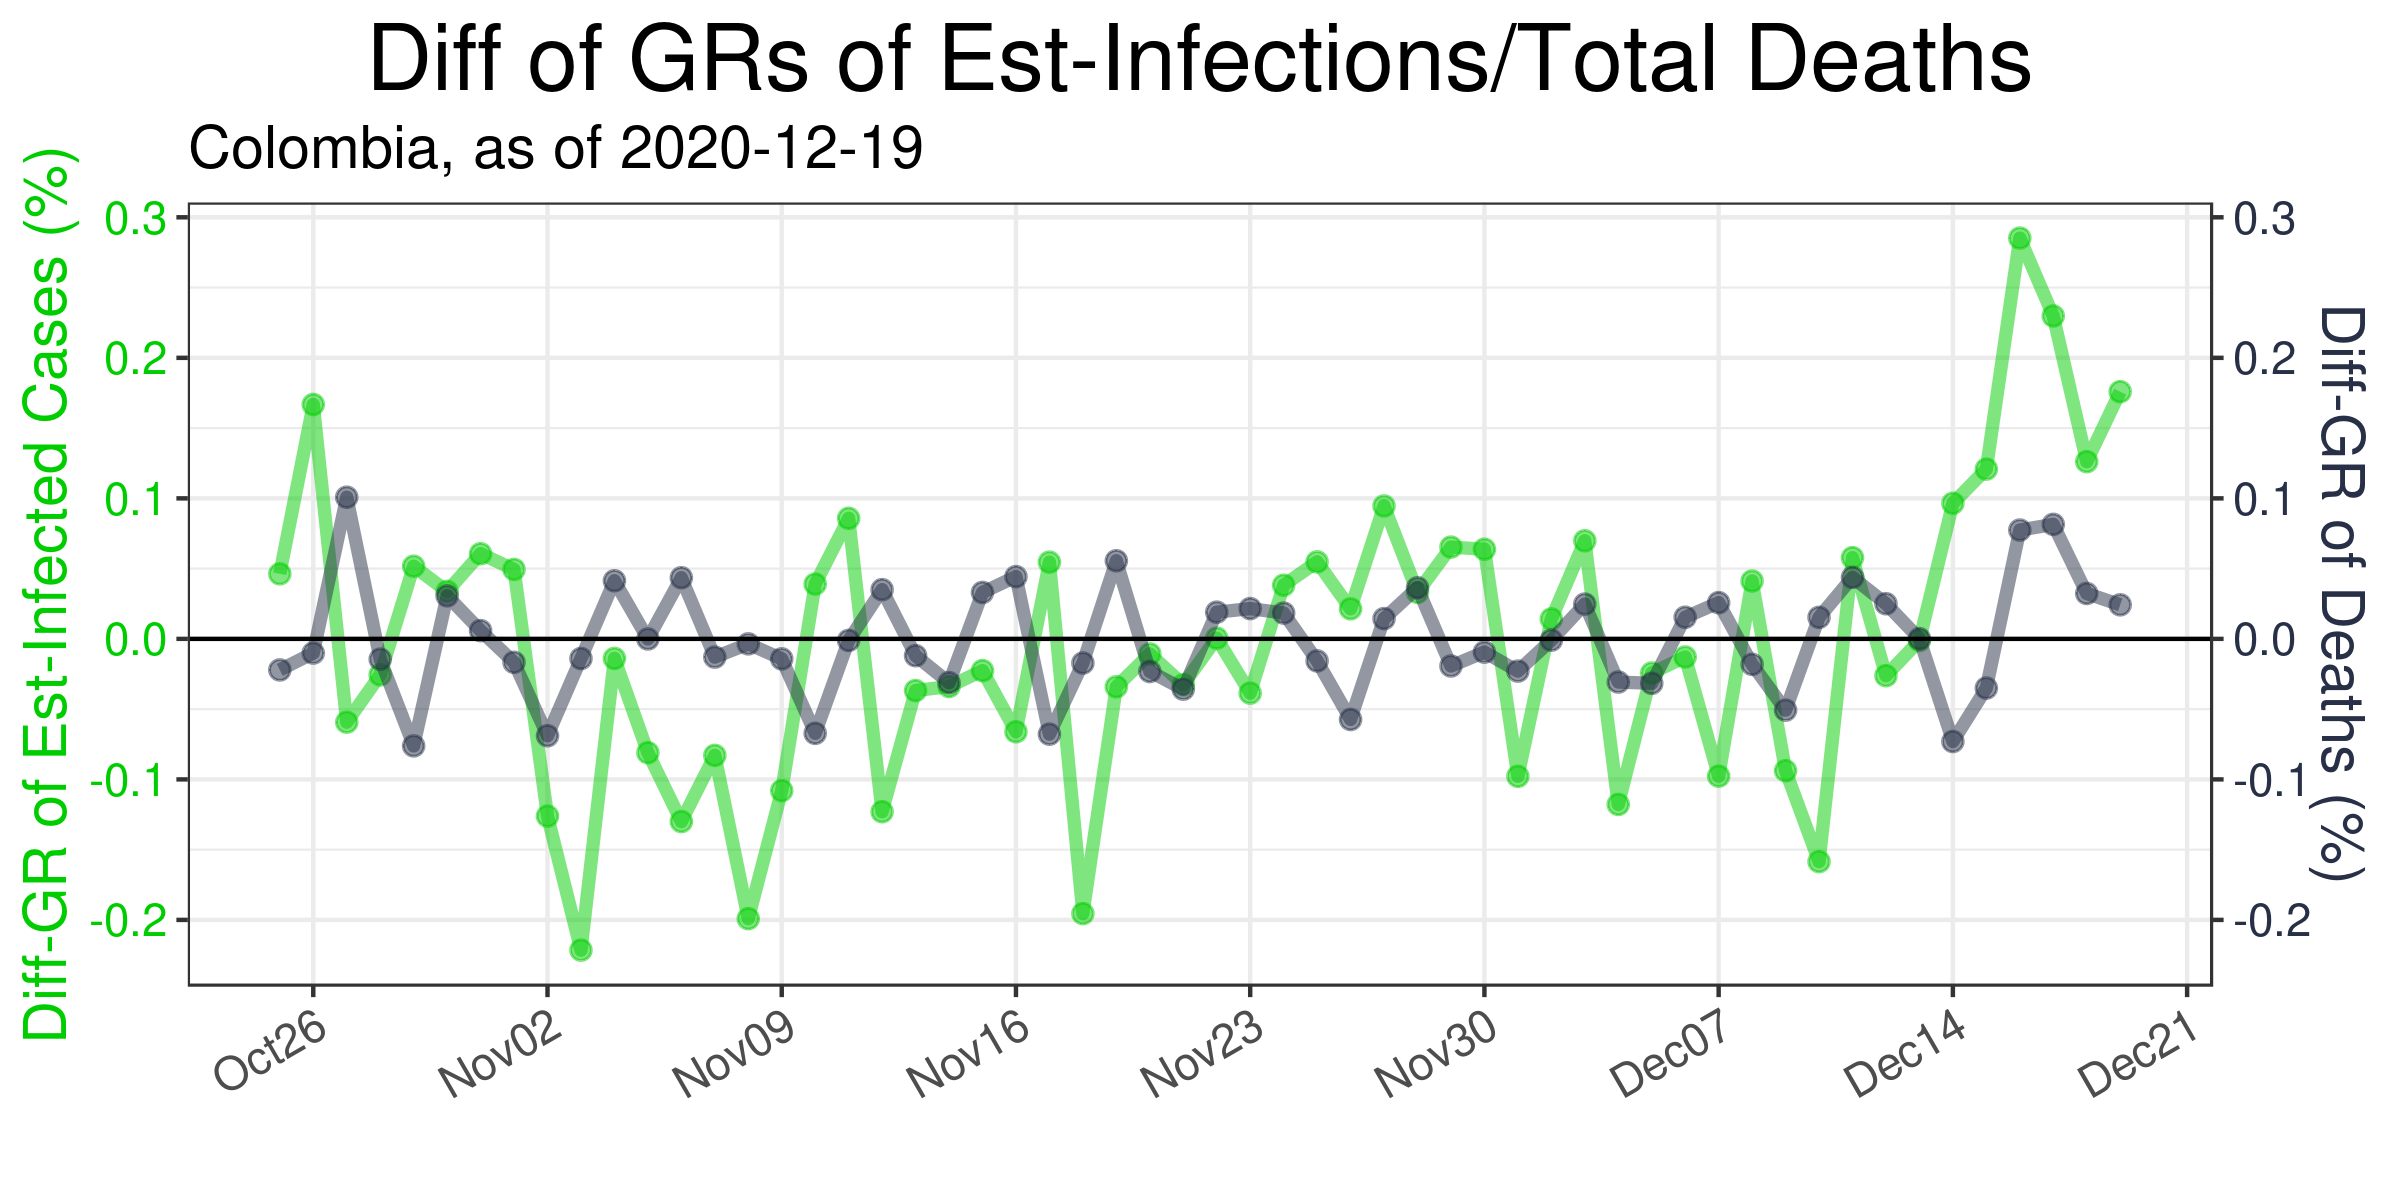 Diff of GRs of Est-Infections/Total Deaths
Colombia, as of 2020-12-19
Diff-GR of Est-Infected Cases (%)
0.3
0.2
0.1
0.0
-0.1
-0.2
0.3
0.2
0.1
0.0
-0.1
-0.2
Diff-GR of Deaths (%)
Oct26
Nov02
Nov09
Nov16
Nov23
Nov30
Dec07
Dec14
Dec21